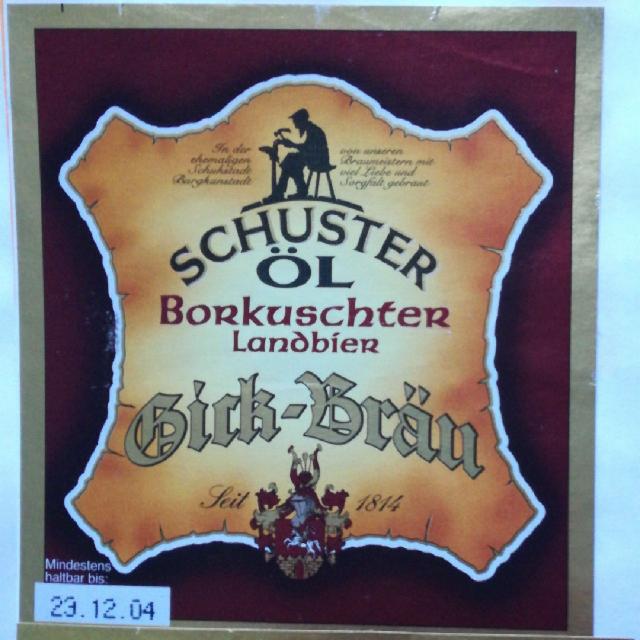 In der
ehemaligen
Schuhstadt
Burgkunstadt
von unseren
Braumeistern mit
viel Liebe und
Sorgfalt gebraut
SCHUSTER
ÖL
Borkuschter
Landbier
Gick-Bräu
Seit 1814
Mindestens
haltbar bis:
23.12.04